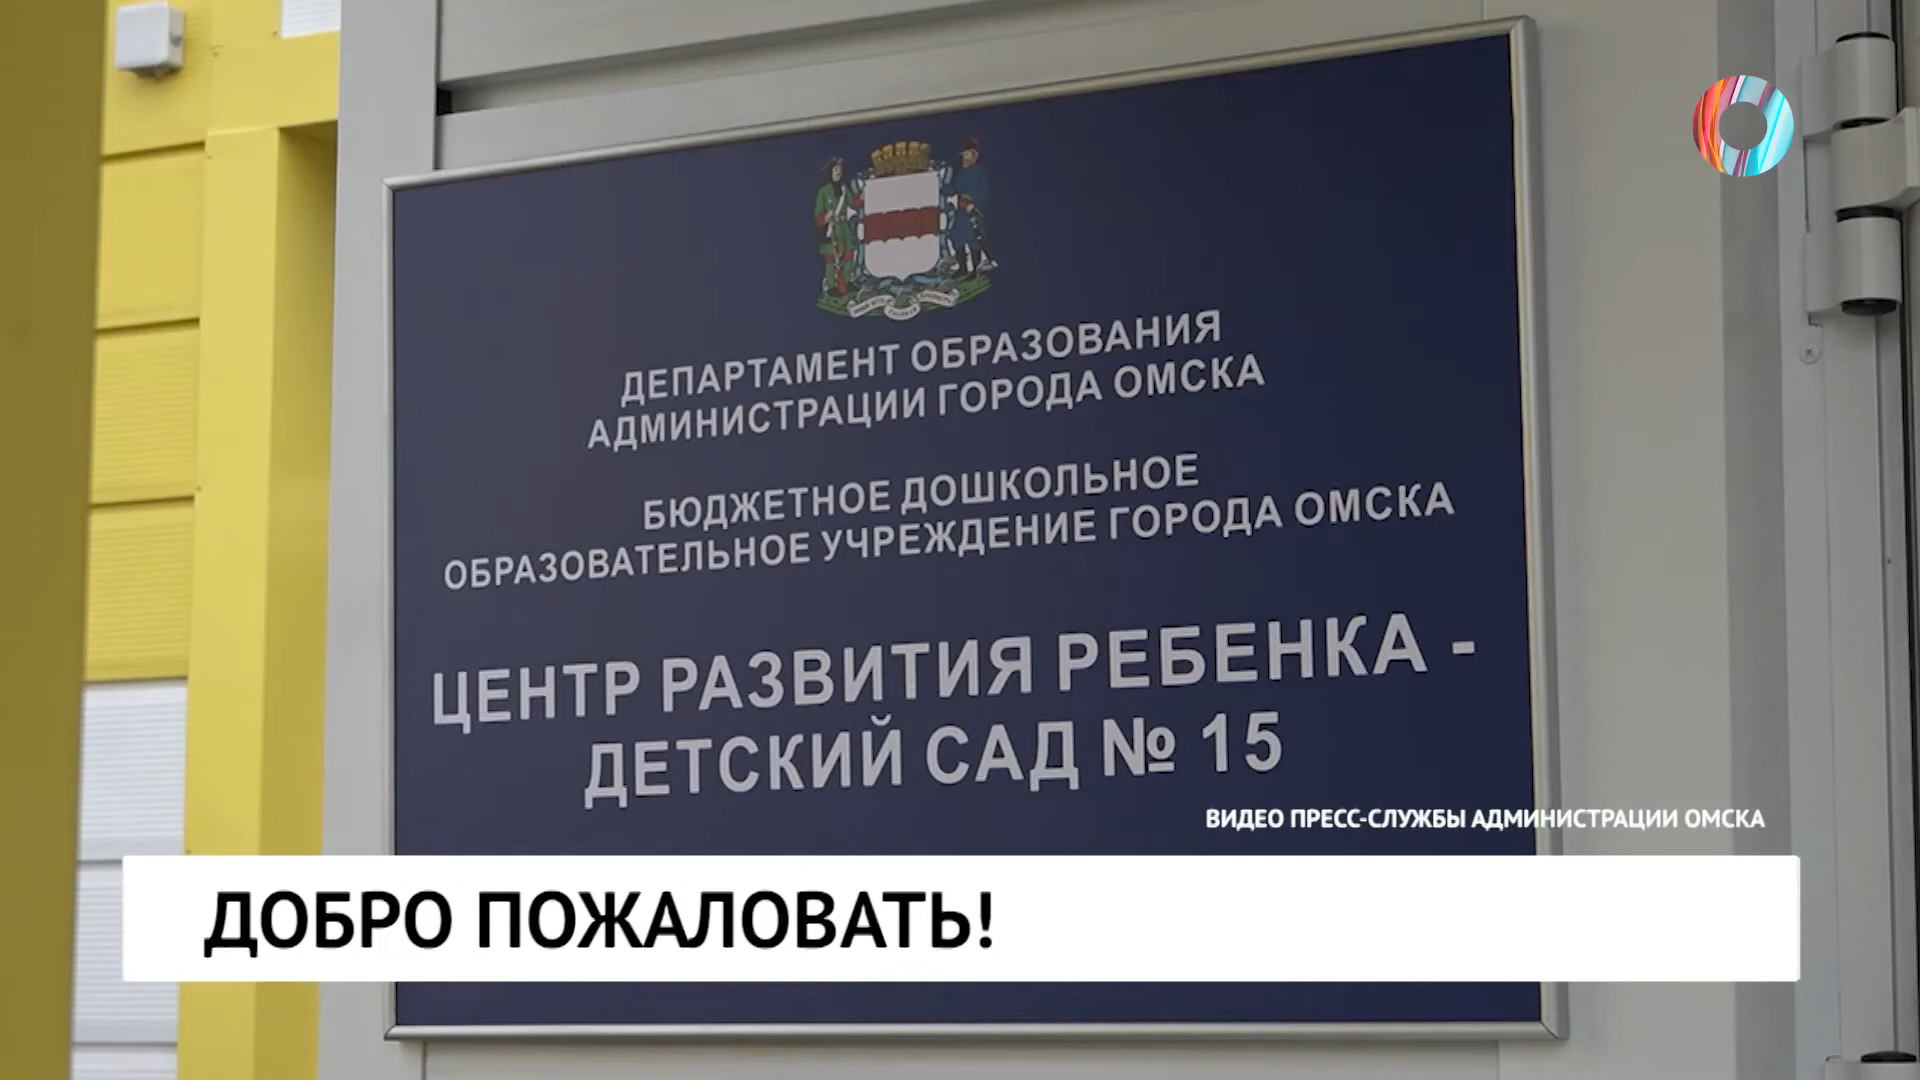 ДЕПАРТАМЕНТ ОБРАЗОВАНИЯ
АДМИНИСТРАЦИИ ГОРОДА ОМСКА
БЮДЖЕТНОЕ ДОШКОЛЬНОЕ
ОБРАЗОВАТЕЛЬНОЕ УЧРЕЖДЕНИЕ ГОРОДА ОМСКА
ЦЕНТР РАЗВИТИЯ РЕБЕНКА -
ДЕТСКИЙ САД № 15
ВИДЕО ПРЕСС-СЛУЖБЫ АДМИНИСТРАЦИИ ОМСКА
ДОБРО ПОЖАЛОВАТЬ!